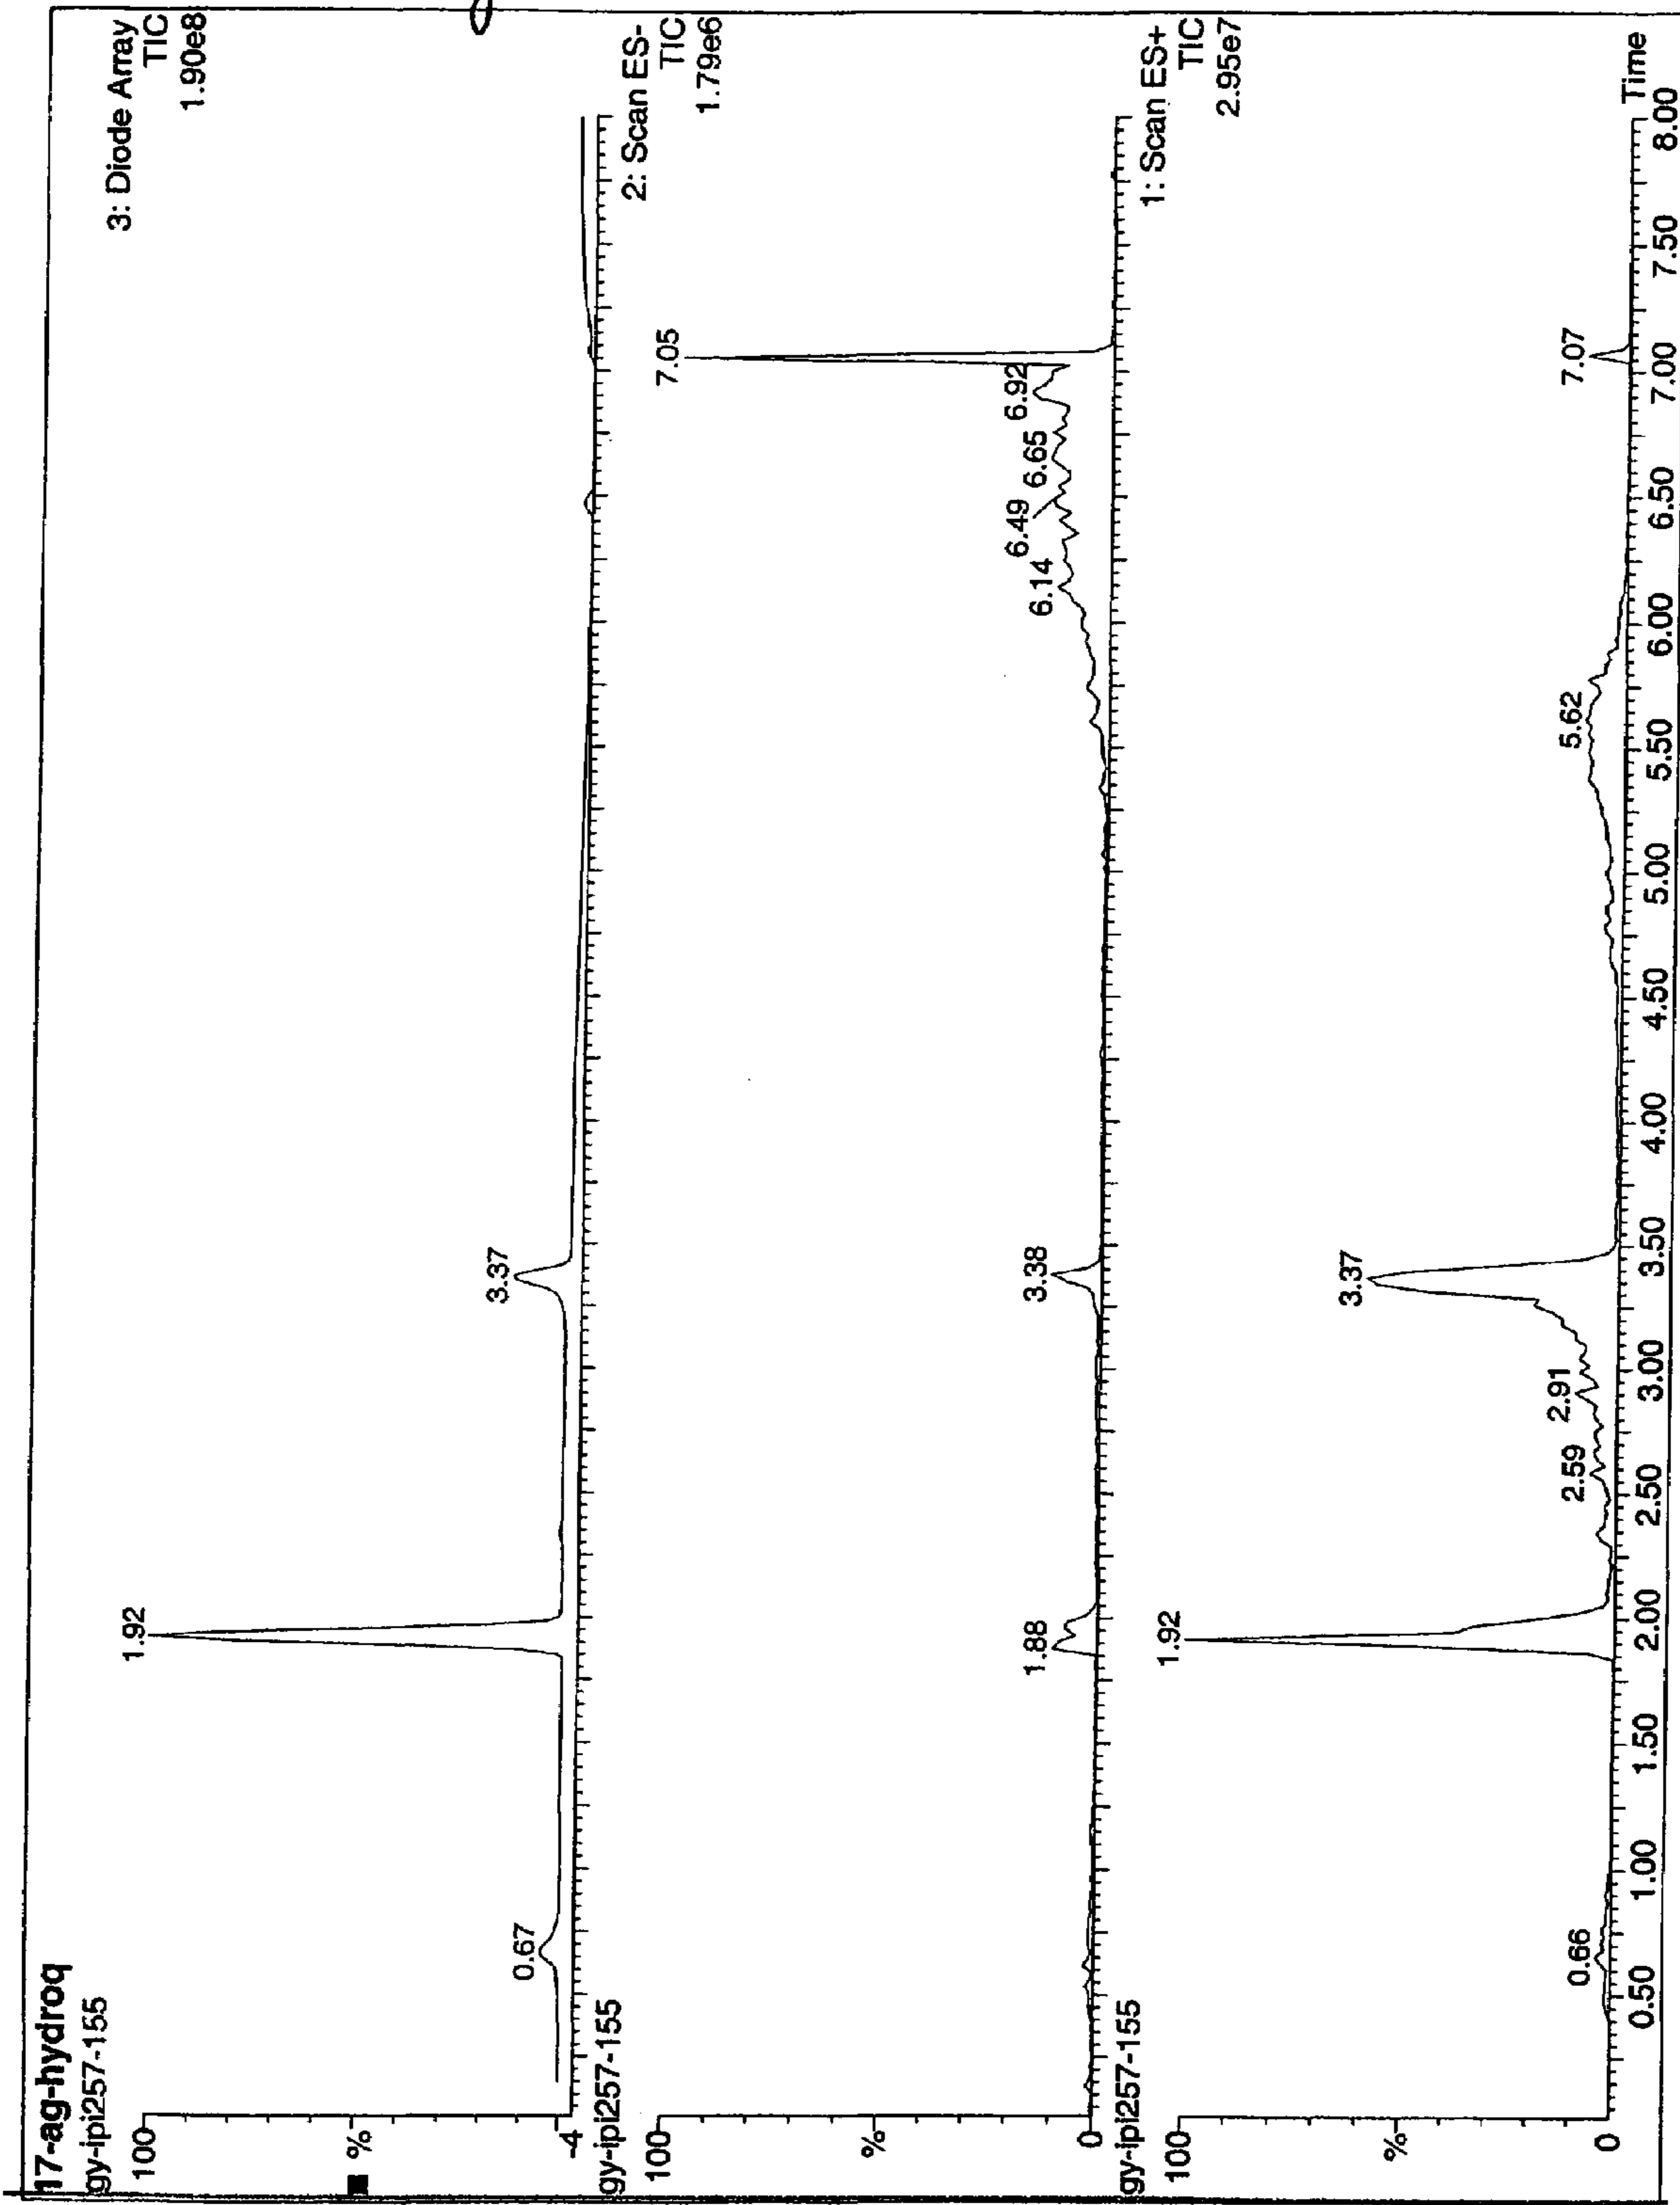 17-ag-hydroq
gy-ipi257-155
3: Diode Array
TIC
1.90e8
100
%
-4
0.67
1.92
3.37
gy-ipi257-155
2: Scan ES-
TIC
1.79e6
100
%
0
1.88
3.38
6.14
6.49
6.65
6.92
7.05
gy-ipi257-155
1: Scan ES+
TIC
2.95e7
100
%
0
0.66
1.92
2.59
2.91
3.37
5.62
7.07
0.50 1.00 1.50 2.00 2.50 3.00 3.50 4.00 4.50 5.00 5.50 6.00 6.50 7.00 7.50 8.00
Time